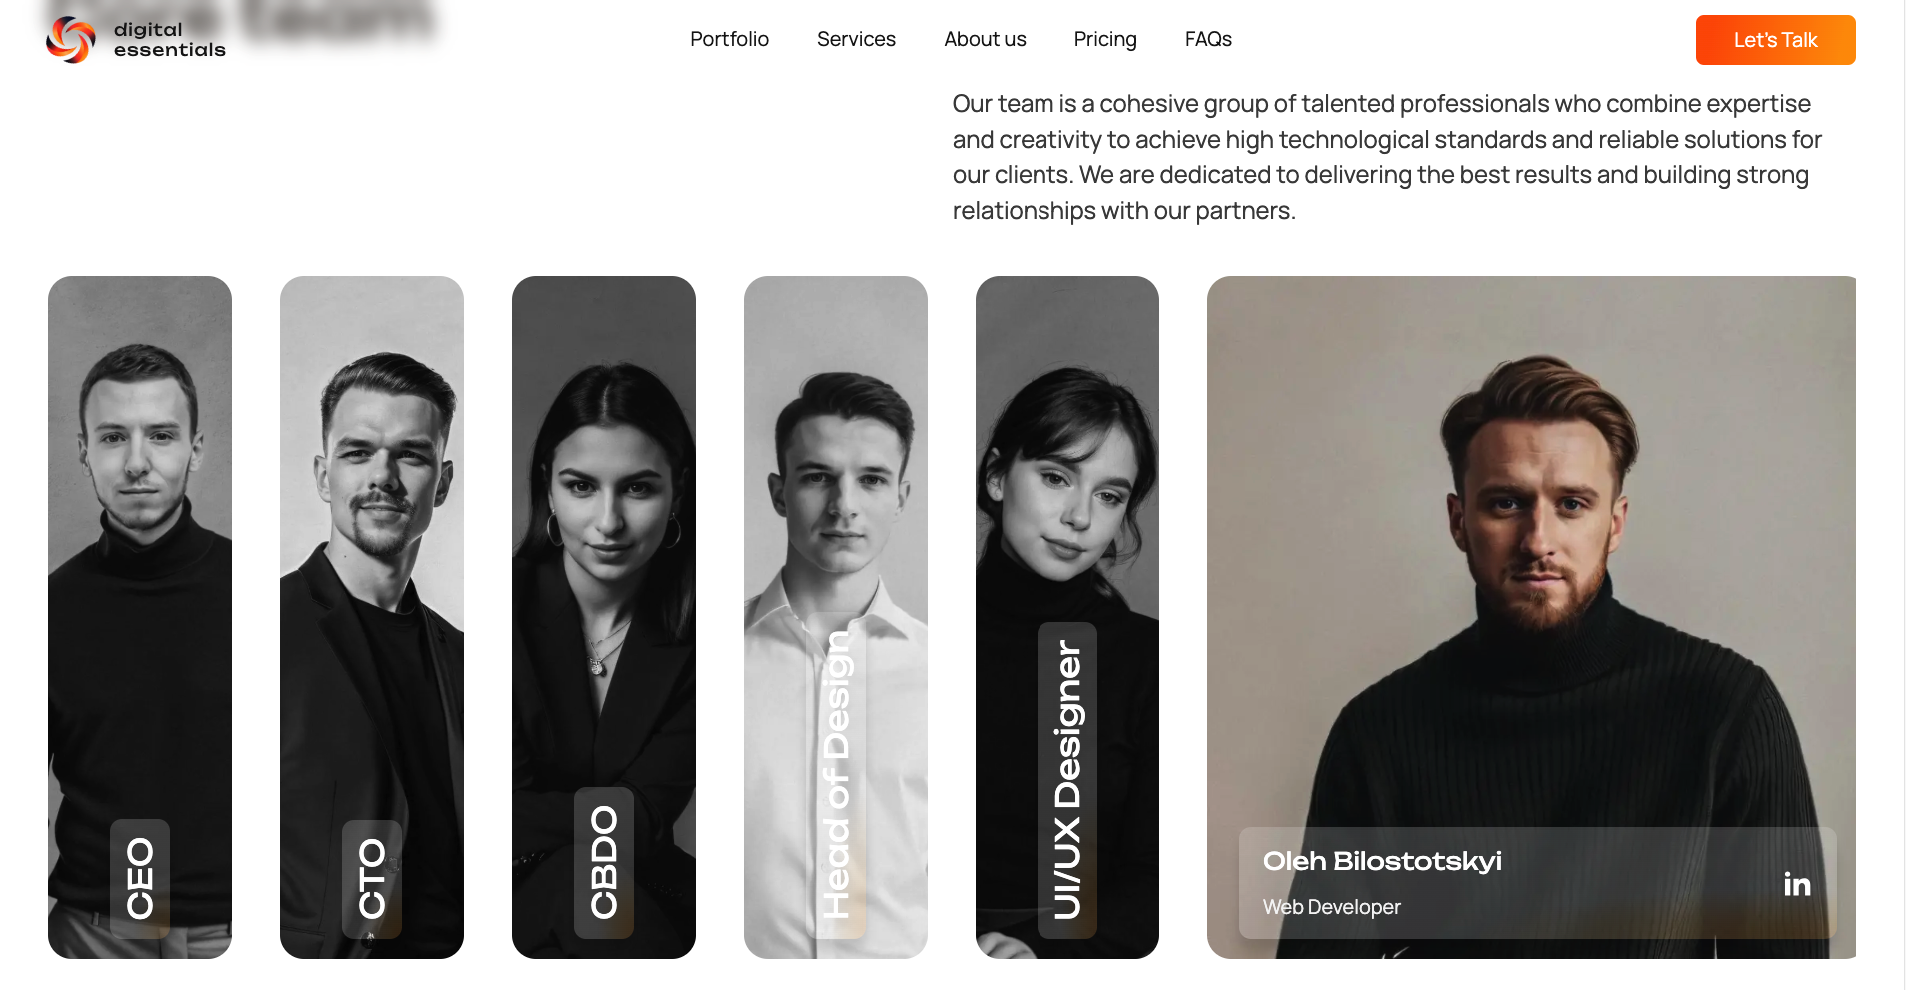 digital
essentials
Portfolio
Services
About us
Pricing
FAQs
Let's Talk
team
Our team is a cohesive group of talented professionals who combine expertise
and creativity to achieve high technological standards and reliable solutions for
our clients. We are dedicated to delivering the best results and building strong
relationships with our partners.
CEO
CTO
CBDO
Head of Design
UI/UX Designer
Oleh Bilostotskyi
Web Developer
in